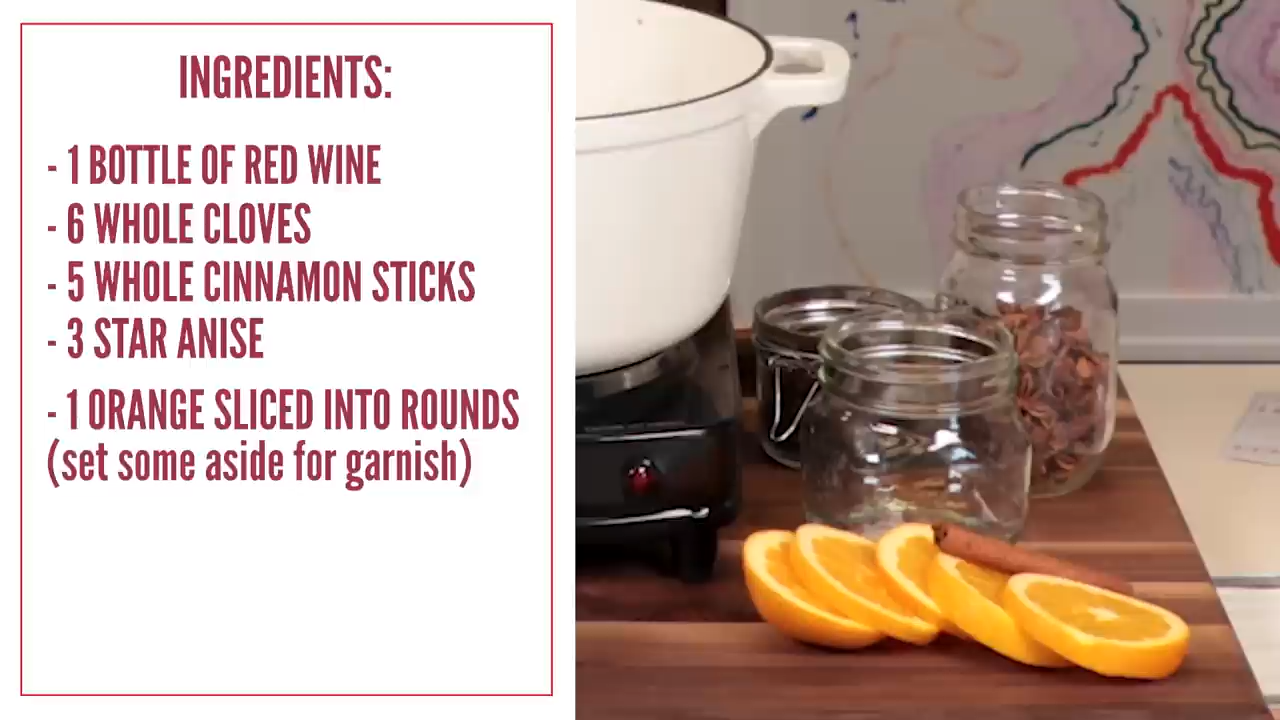 INGREDIENTS:
- 1 BOTTLE OF RED WINE
- 6 WHOLE CLOVES
- 5 WHOLE CINNAMON STICKS
- 3 STAR ANISE
- 1 ORANGE SLICED INTO ROUNDS
(set some aside for garnish)